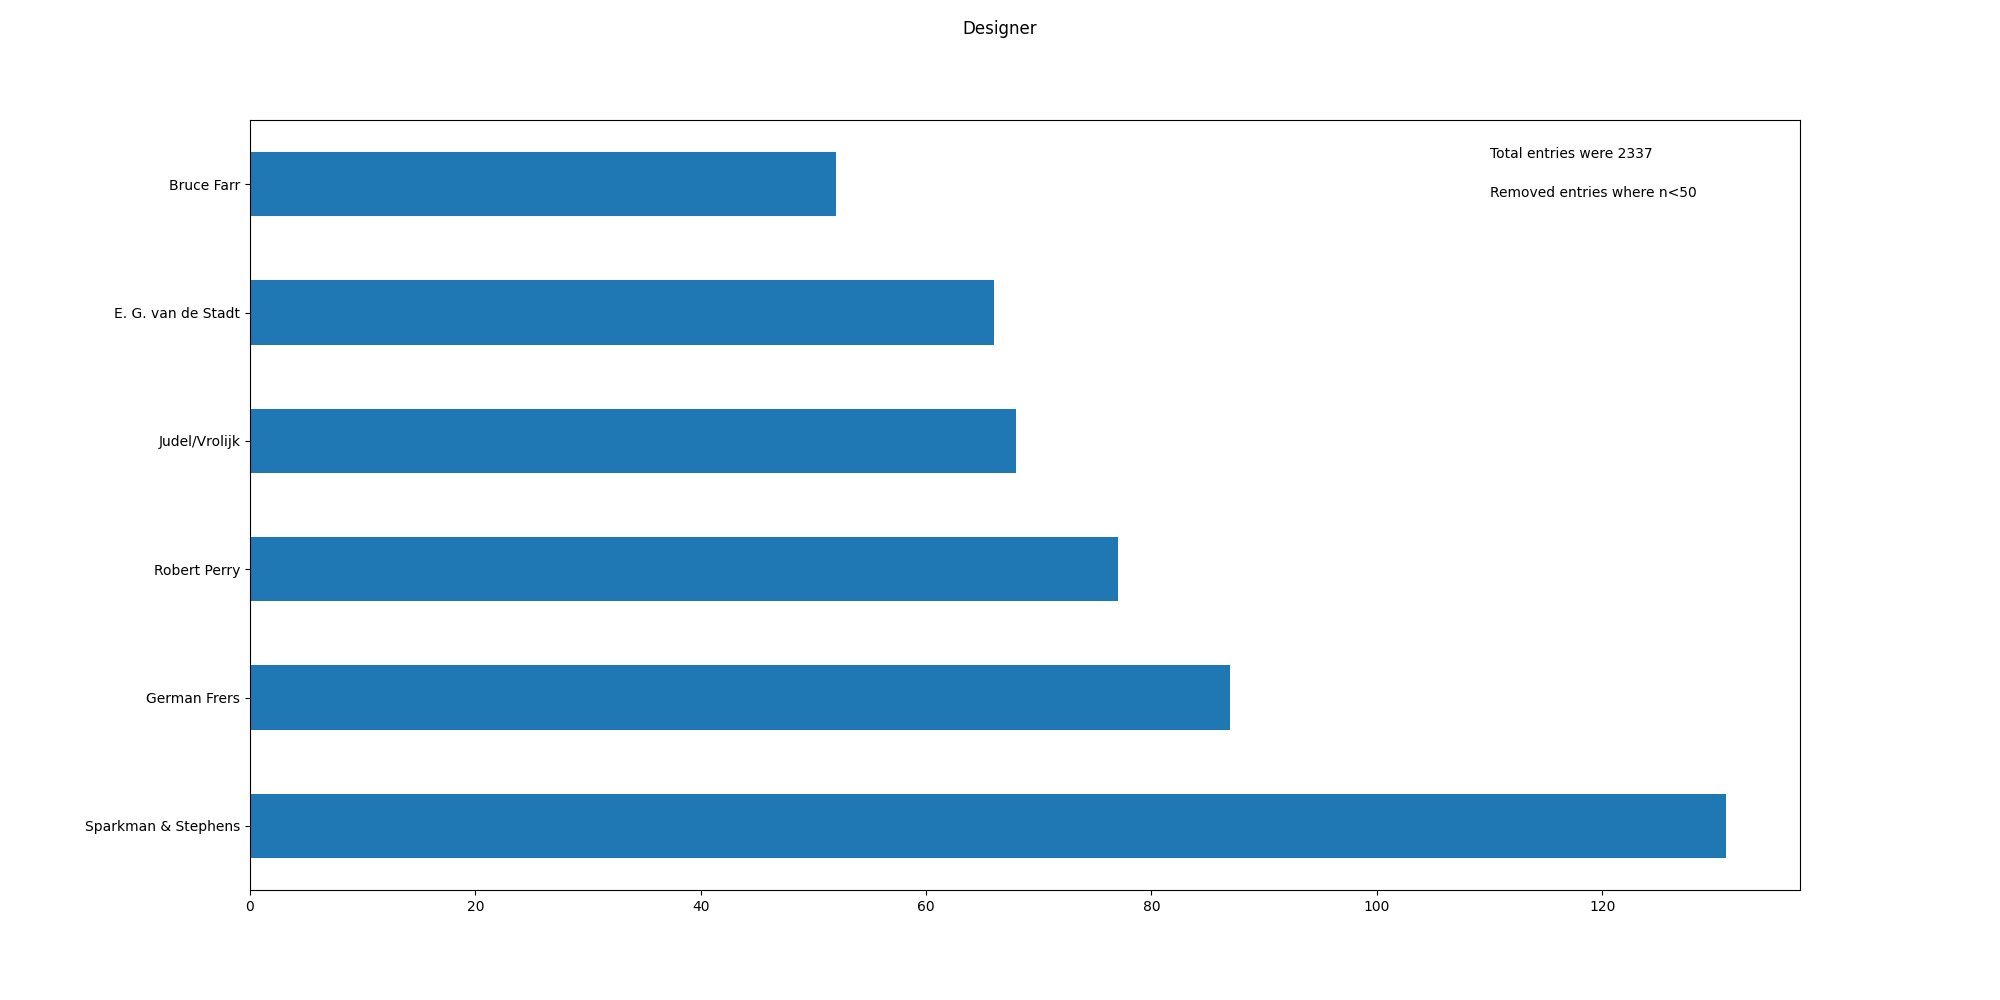 Designer
Total entries were 2337
Removed entries where n<50
Bruce Farr
E. G. van de Stadt
Judel/Vrolijk
Robert Perry
German Frers
Sparkman & Stephens
0 20 40 60 80 100 120